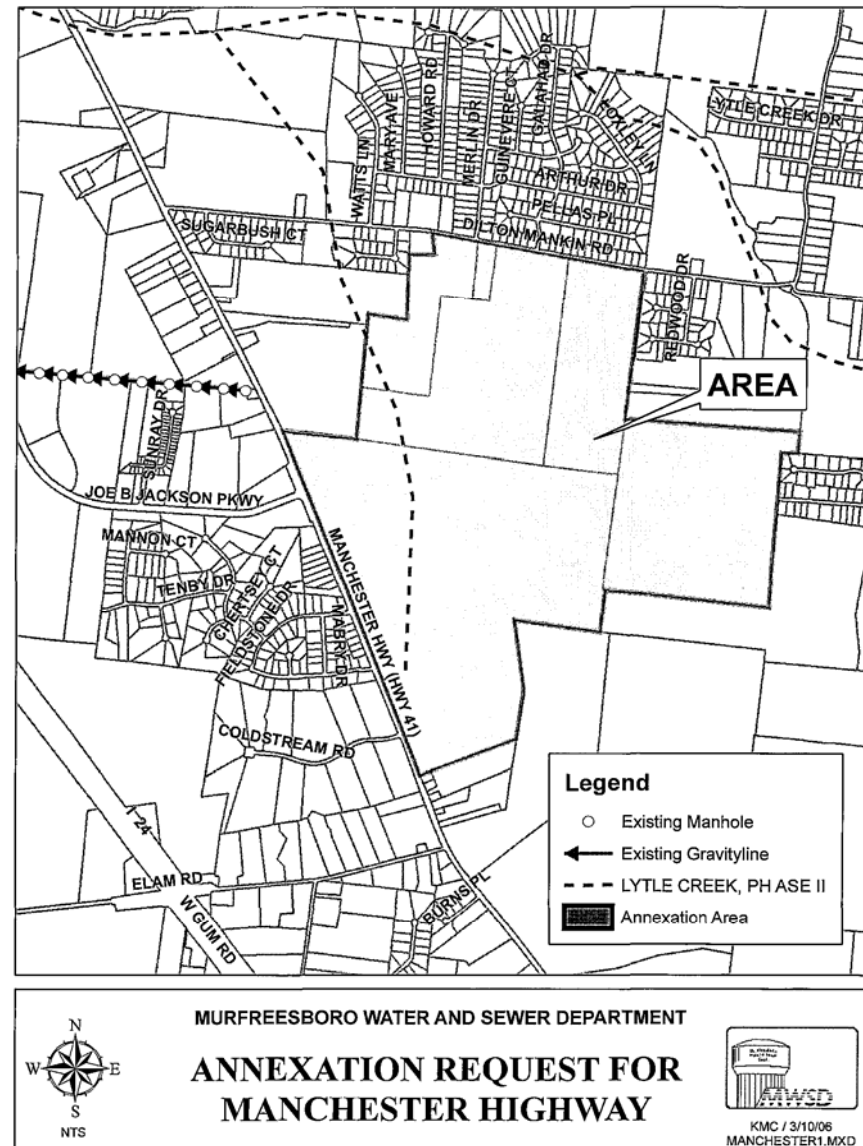 LYTLE CREEK DR
GALLAHAD DR
GUINEVERE CT
HOWARD RD
MERLIN DR
MARY AVE
WATTS LN
LOXLEY LN
ARTHUR DR
PELLAS PL
DILTON MANKIN RD
SUGARBUSH CT
REDWOOD DR
AREA
SUNRAY DR
JOE B JACKSON PKWY
MANNON CT
TENBY DR
CHERTSEY CT
FIELDSTONE DR
MABRY DR
MANCHESTER HWY (HWY 41)
COLDSTREAM RD
I - 24
ELAM RD
W GUM RD
BURNS PL
Legend
Existing Manhole
Existing Gravityline
LYTLE CREEK, PH ASE II
Annexation Area
N
W E
S
NTS
MURFREESBORO WATER AND SEWER DEPARTMENT
ANNEXATION REQUEST FOR
MANCHESTER HIGHWAY
MWSD
KMC / 3/10/06
MANCHESTER1.MXD